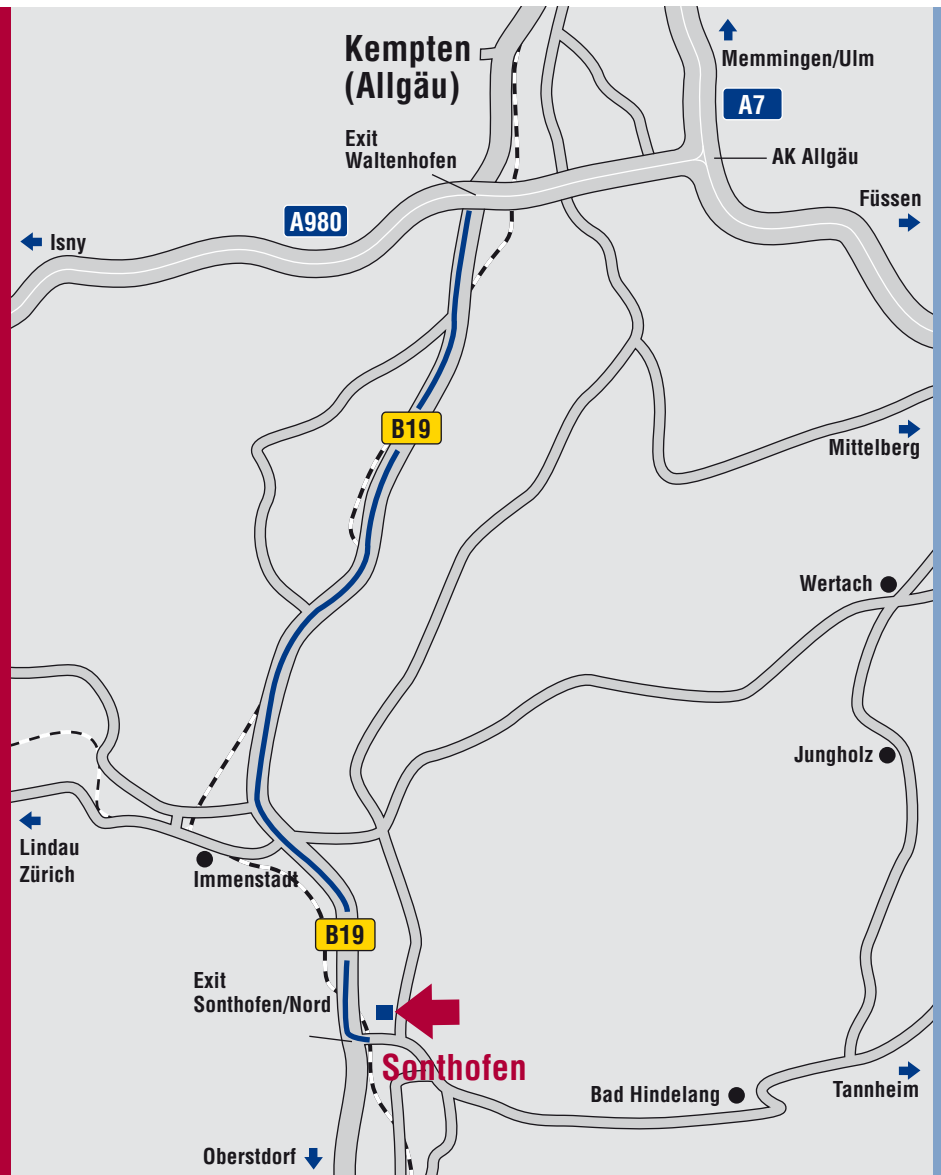 Kempten
(Allgäu)
Memmingen/Ulm
A7
Exit
Waltenhofen
AK Allgäu
Füssen
A980
Isny
B19
Mittelberg
Wertach
Jungholz
Lindau
Zürich
Immenstadt
B19
Exit
Sonthofen/Nord
Sonthofen
Bad Hindelang
Tannheim
Oberstdorf